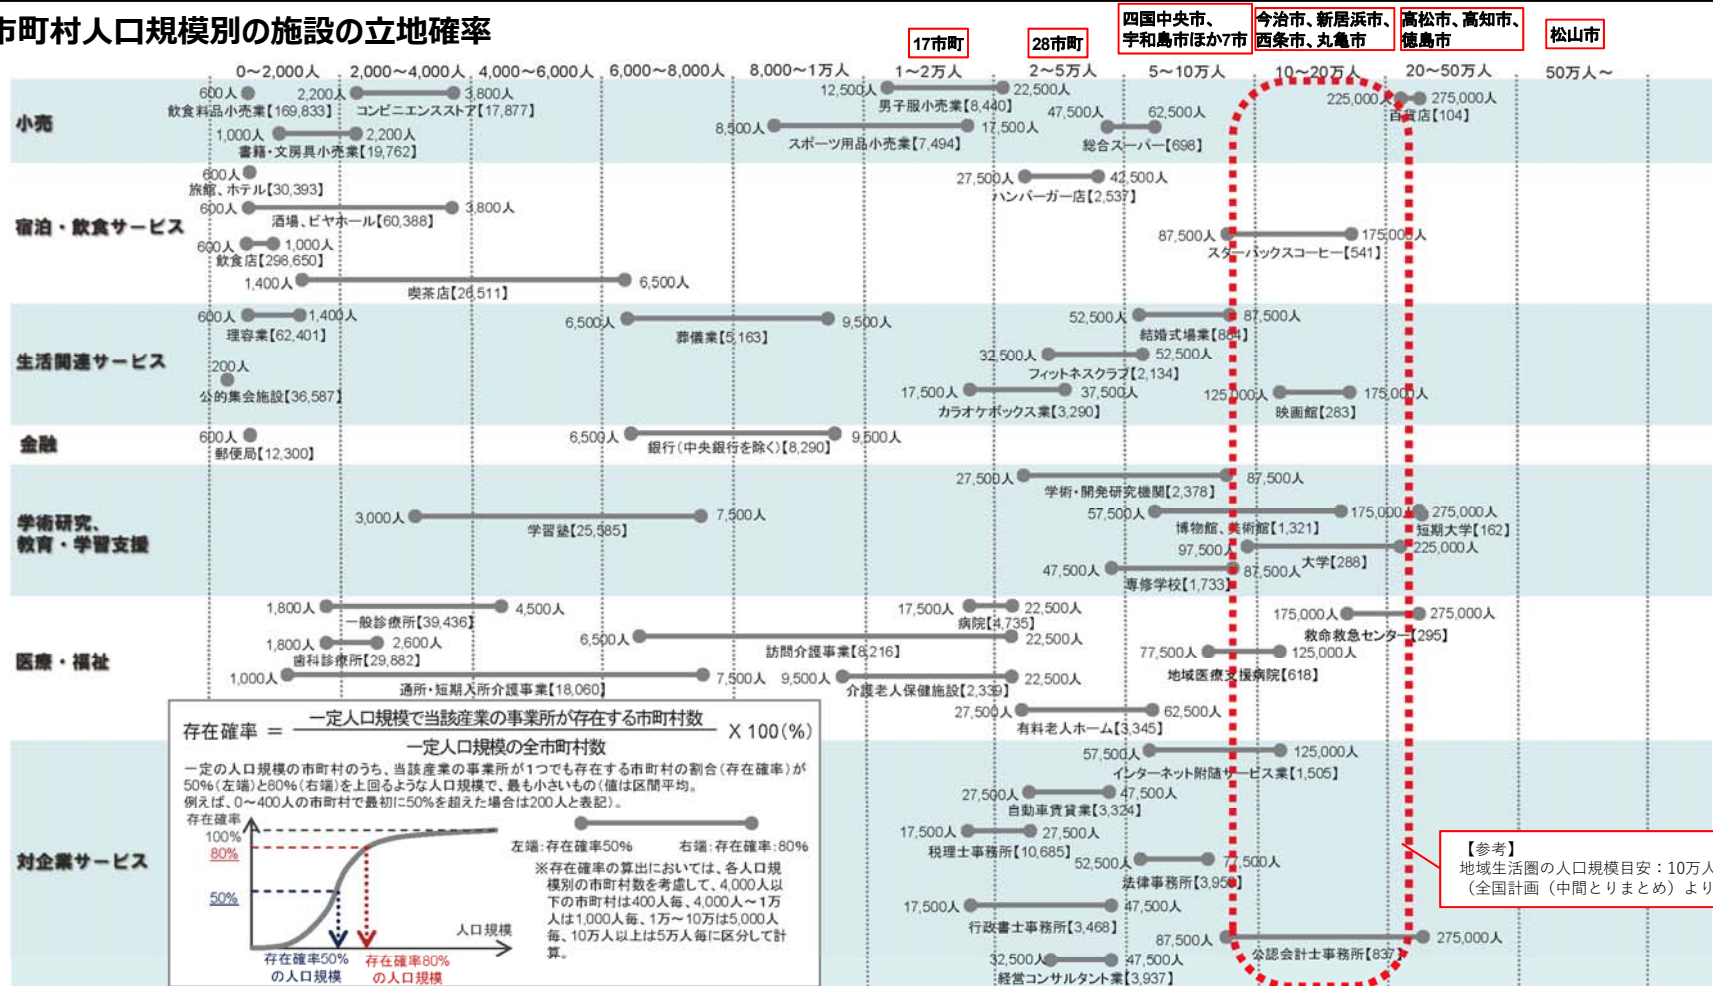 市町村人口規模別の施設の立地確率
17市町
28市町
四国中央市、
宇和島市ほか7市
今治市、新居浜市、
西条市、丸亀市
高松市、高知市、
徳島市
松山市
0～2,000人
2,000～4,000人
4,000～6,000人
6,000～8,000人
8,000～1万人
1～2万人
2～5万人
5～10万人
10～20万人
20～50万人
50万人～
小売
600人
飲食料品小売業【169,833】
2,200人
3,800人
コンビニエンスストア【17,877】
1,000人
2,200人
書籍・文房具小売業【19,762】
12,500人
22,500人
男子服小売業【8,440】
8,500人
17,500人
スポーツ用品小売業【7,494】
47,500人
62,500人
総合スーパー【698】
225,000人
275,000人
百貨店【104】
宿泊・飲食サービス
600人
旅館、ホテル【30,393】
600人
3,800人
酒場、ビヤホール【60,388】
600人
1,000人
飲食店【298,650】
1,400人
6,500人
喫茶店【26,511】
27,500人
42,500人
ハンバーガー店【2,537】
87,500人
175,000人
スターバックスコーヒー【541】
生活関連サービス
600人
1,400人
理容業【62,401】
200人
公的集会施設【36,587】
6,500人
9,500人
葬儀業【5,163】
52,500人
87,500人
結婚式場業【884】
32,500人
52,500人
フィットネスクラブ【2,134】
17,500人
37,500人
カラオケボックス業【3,290】
125,000人
175,000人
映画館【283】
金融
600人
郵便局【12,300】
6,500人
9,500人
銀行(中央銀行を除く)【8,290】
学術研究、
教育・学習支援
27,500人
87,500人
学術・開発研究機関【2,378】
3,000人
7,500人
学習塾【25,585】
57,500人
175,000人
博物館、美術館【1,321】
275,000人
短期大学【162】
97,500人
225,000人
大学【288】
47,500人
87,500人
専修学校【1,733】
医療・福祉
1,800人
4,500人
一般診療所【39,436】
1,800人
2,600人
歯科診療所【29,882】
1,000人
7,500人
通所・短期入所介護事業【18,060】
17,500人
22,500人
病院【4,735】
6,500人
22,500人
訪問介護事業【8,216】
9,500人
22,500人
介護老人保健施設【2,339】
27,500人
62,500人
有料老人ホーム【3,345】
175,000人
275,000人
救命救急センター【295】
77,500人
125,000人
地域医療支援病院【618】
対企業サービス
57,500人
125,000人
インターネット附随サービス業【1,505】
27,500人
47,500人
自動車賃貸業【3,324】
17,500人
27,500人
税理士事務所【10,685】
52,500人
77,500人
法律事務所
17,500人
47,500人
行政書士事務所【3,468】
87,500人
275,000人
公認会計士事務所【837】
32,500人
47,500人
経営コンサルタント業【3,937】
存在確率 ＝ 一定人口規模で当該産業の事業所が存在する市町村数 X 100(%)
一定人口規模の全市町村数
一定の人口規模の市町村のうち、当該産業の事業所が1つでも存在する市町村の割合(存在確率)が
50%(左端)と80%(右端)を上回るような人口規模で、最も小さいもの(値は区間平均。
例えば、0～400人の市町村で最初に50%を超えた場合は200人と表記)。
存在確率
100%
80%
50%
人口規模
存在確率50%
の人口規模
存在確率80%
の人口規模
左端:存在確率50%
右端:存在確率:80%
※存在確率の算出においては、各人口規
模別の市町村数を考慮して、4,000人以
下の市町村は400人毎、4,000人～1万
人は1,000人毎、1万～10万は5,000人
毎、10万人以上は5万人毎に区分して計
算。
【参考】
地域生活圏の人口規模目安：10万人
（全国計画（中間とりまとめ）より